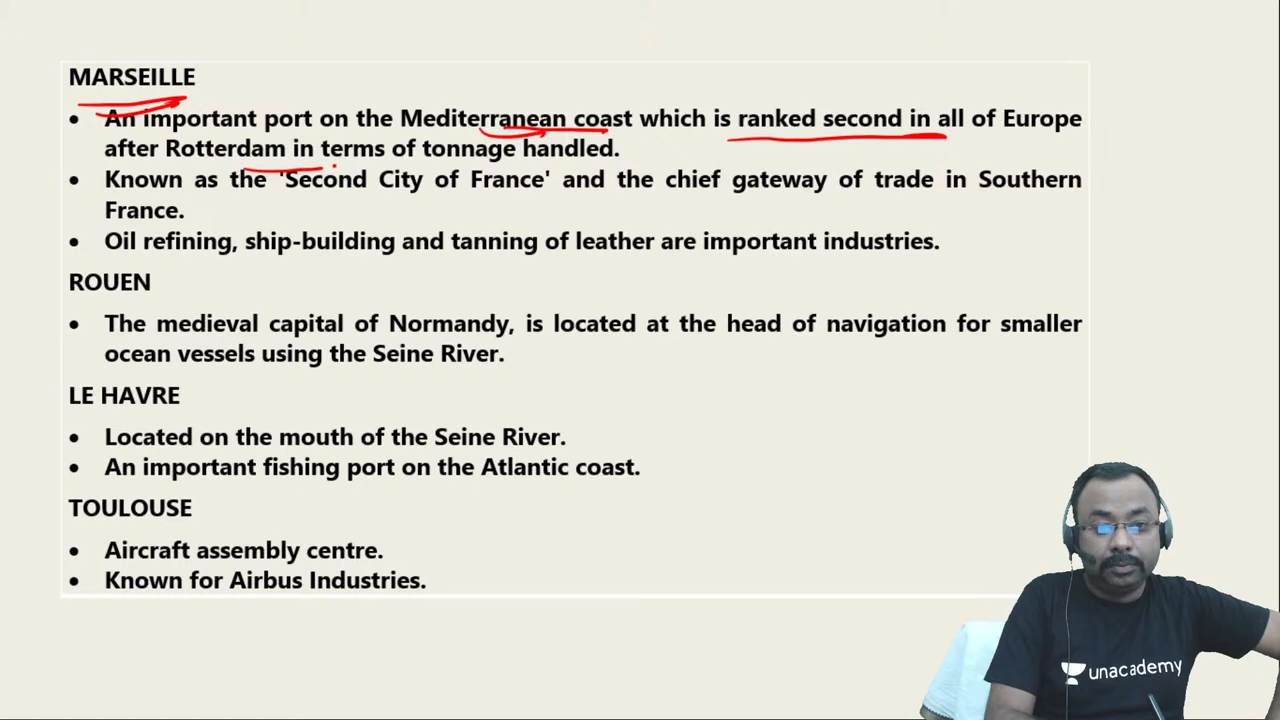 MARSEILLE
• An important port on the Mediterranean coast which is ranked second in all of Europe
after Rotterdam in terms of tonnage handled.
• Known as the 'Second City of France' and the chief gateway of trade in Southern
France.
• Oil refining, ship-building and tanning of leather are important industries.
ROUEN
• The medieval capital of Normandy, is located at the head of navigation for smaller
ocean vessels using the Seine River.
LE HAVRE
• Located on the mouth of the Seine River.
• An important fishing port on the Atlantic coast.
TOULOUSE
• Aircraft assembly centre.
• Known for Airbus Industries.
unacademy